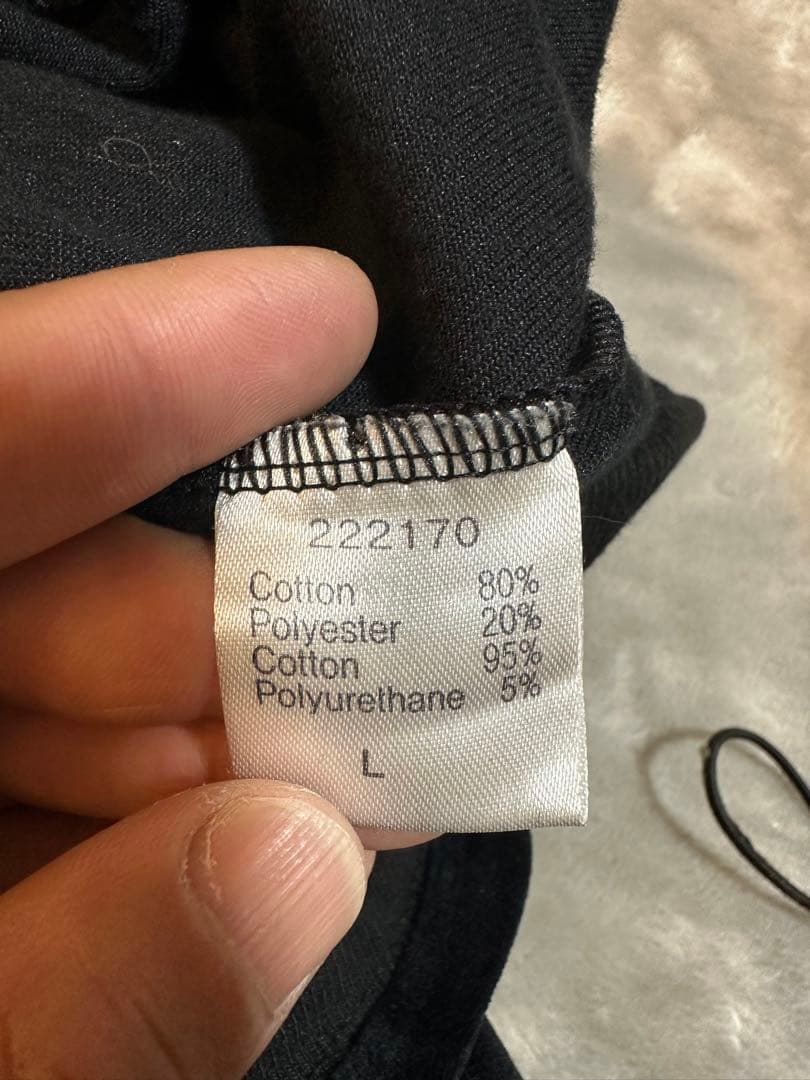 222170
Cotton 80%
Polyester 20%
Cotton 95%
Polyurethane 5%
L